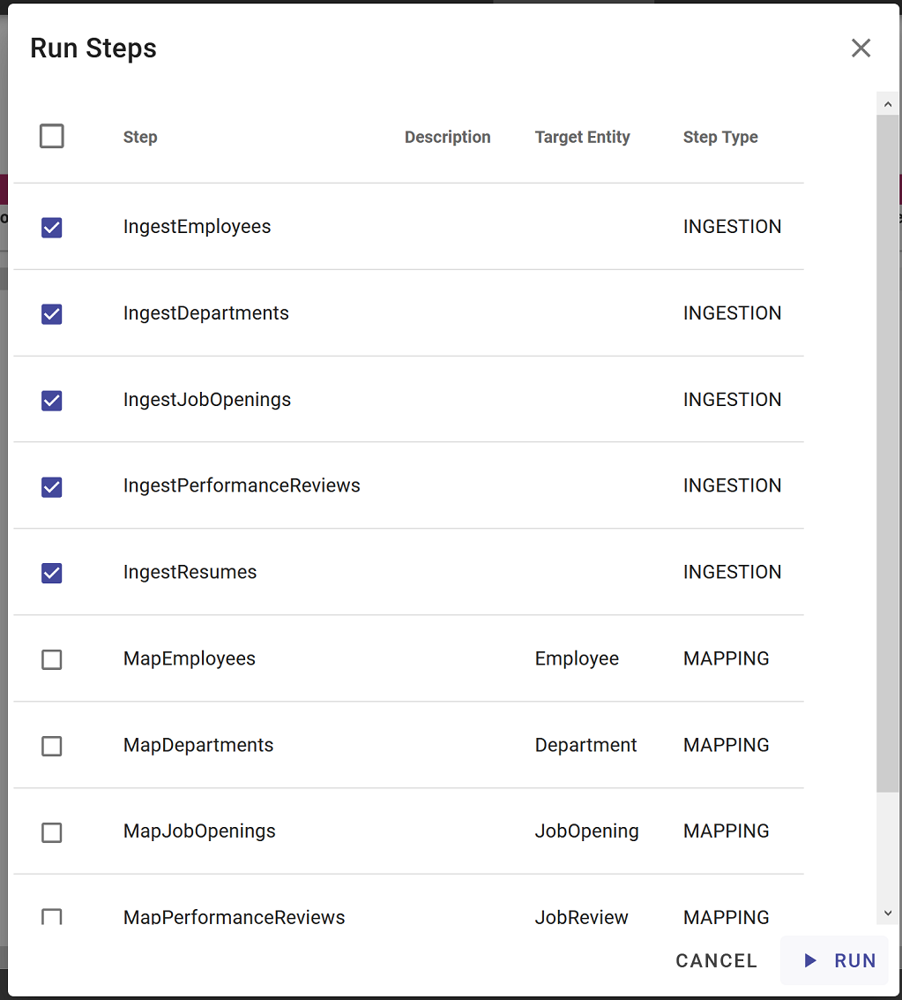 Run Steps
Step Description Target Entity Step Type
IngestEmployees INGESTION
IngestDepartments INGESTION
IngestJobOpenings INGESTION
IngestPerformanceReviews INGESTION
IngestResumes INGESTION
MapEmployees Employee MAPPING
MapDepartments Department MAPPING
MapJobOpenings JobOpening MAPPING
MapPerformanceReviews JobReview MAPPING
CANCEL RUN